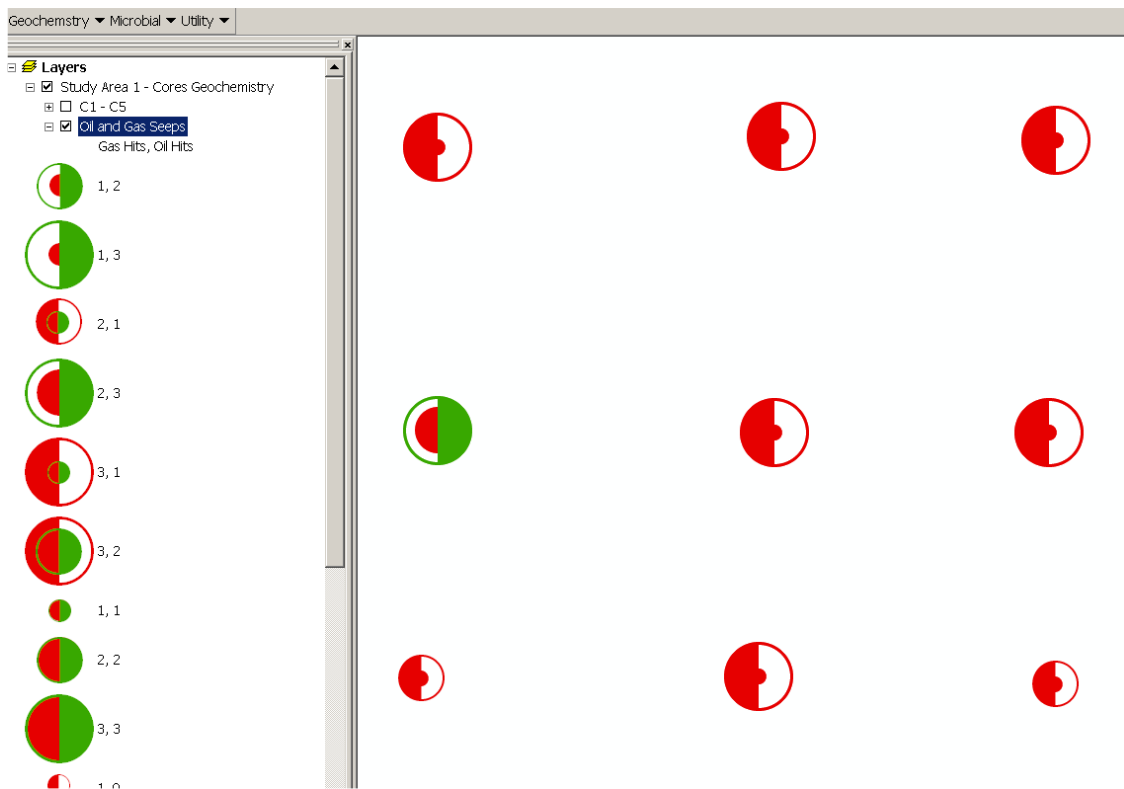 Geochemstry Microbial Utility
Layers
Study Area 1 - Cores Geochemistry
C1 - C5
Oil and Gas Seeps
Gas Hits, Oil Hits
1, 2
1, 3
2, 1
2, 3
3, 1
3, 2
1, 1
2, 2
3, 3